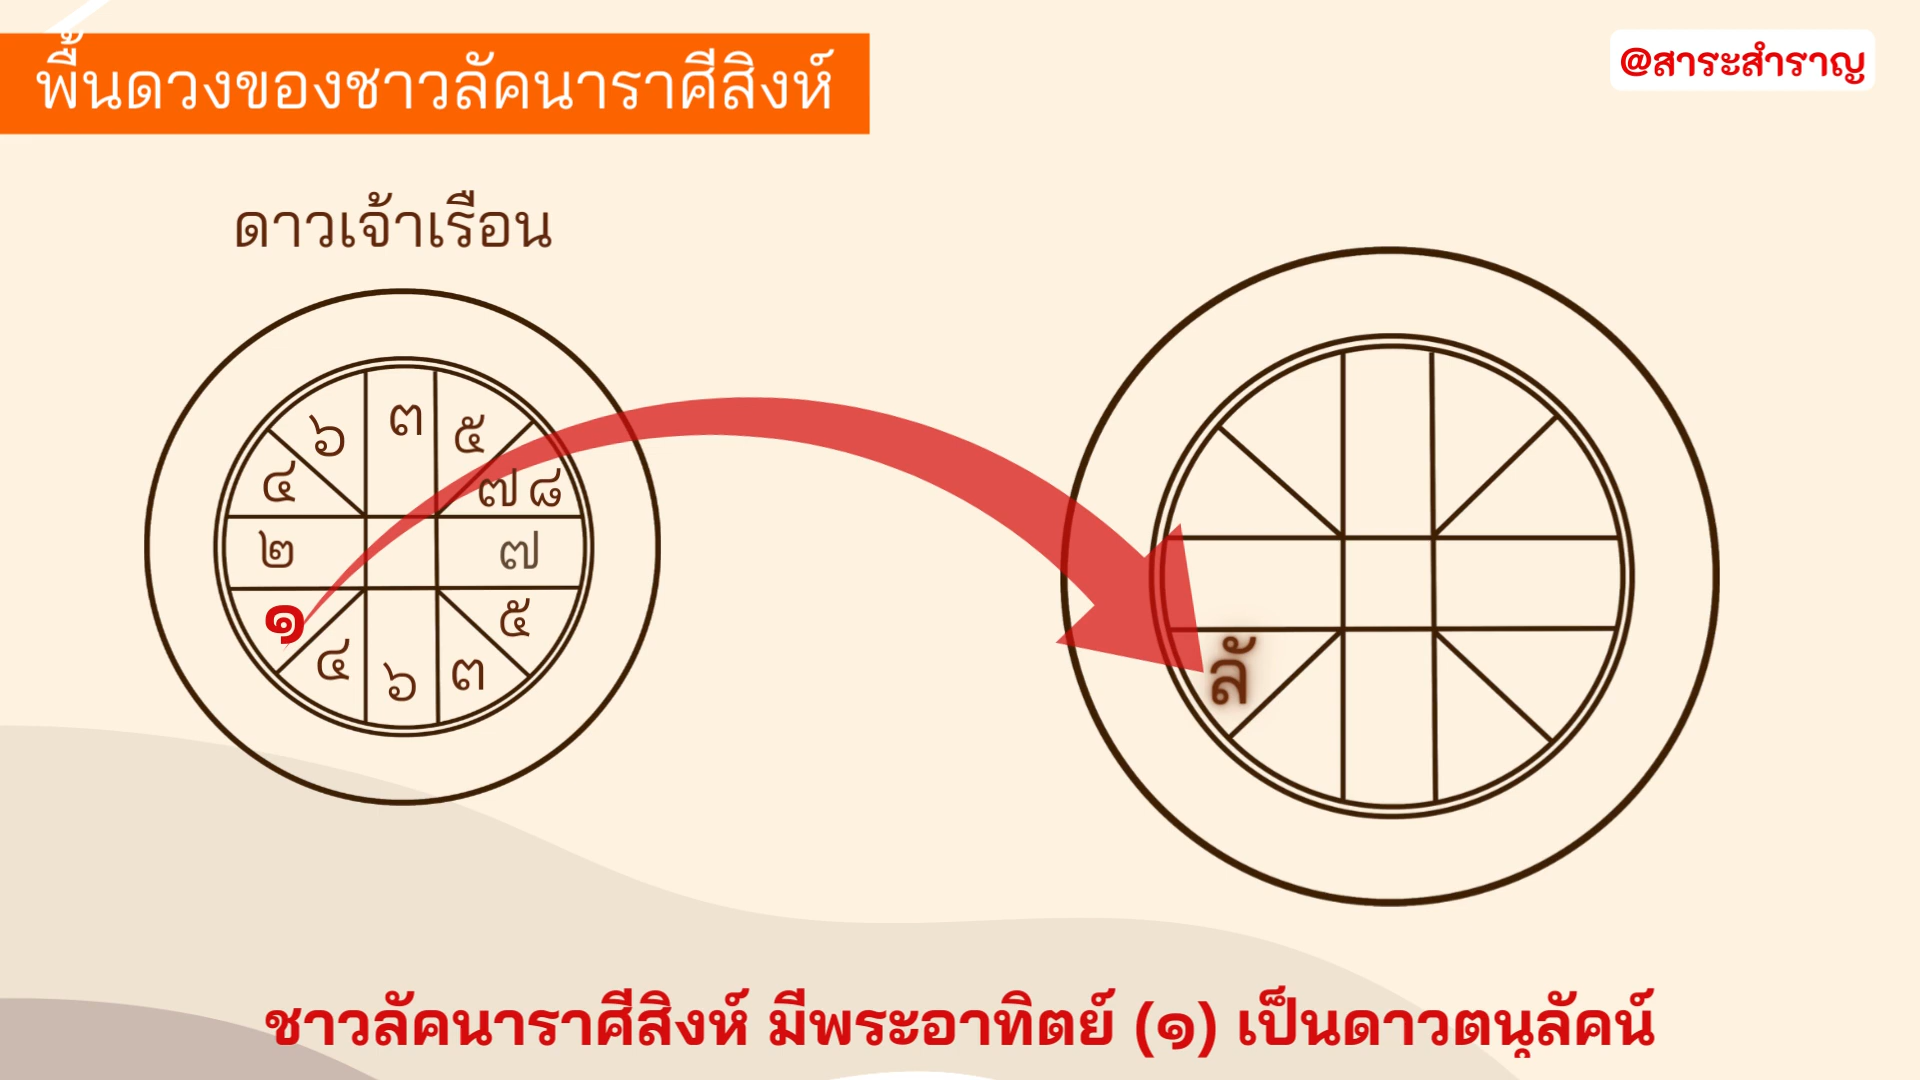 พื้นดวงของชาวลัคนาราศีสิงห์
@สาระสำราญ
ดาวเจ้าเรือน
๖ ๓ ๕
๔ ๗ ๘
๒ ๗
๑ ๕
๔ ๖ ๓
ลั
ชาวลัคนาราศีสิงห์ มีพระอาทิตย์ (๑) เป็นดาวตนุลัคน์